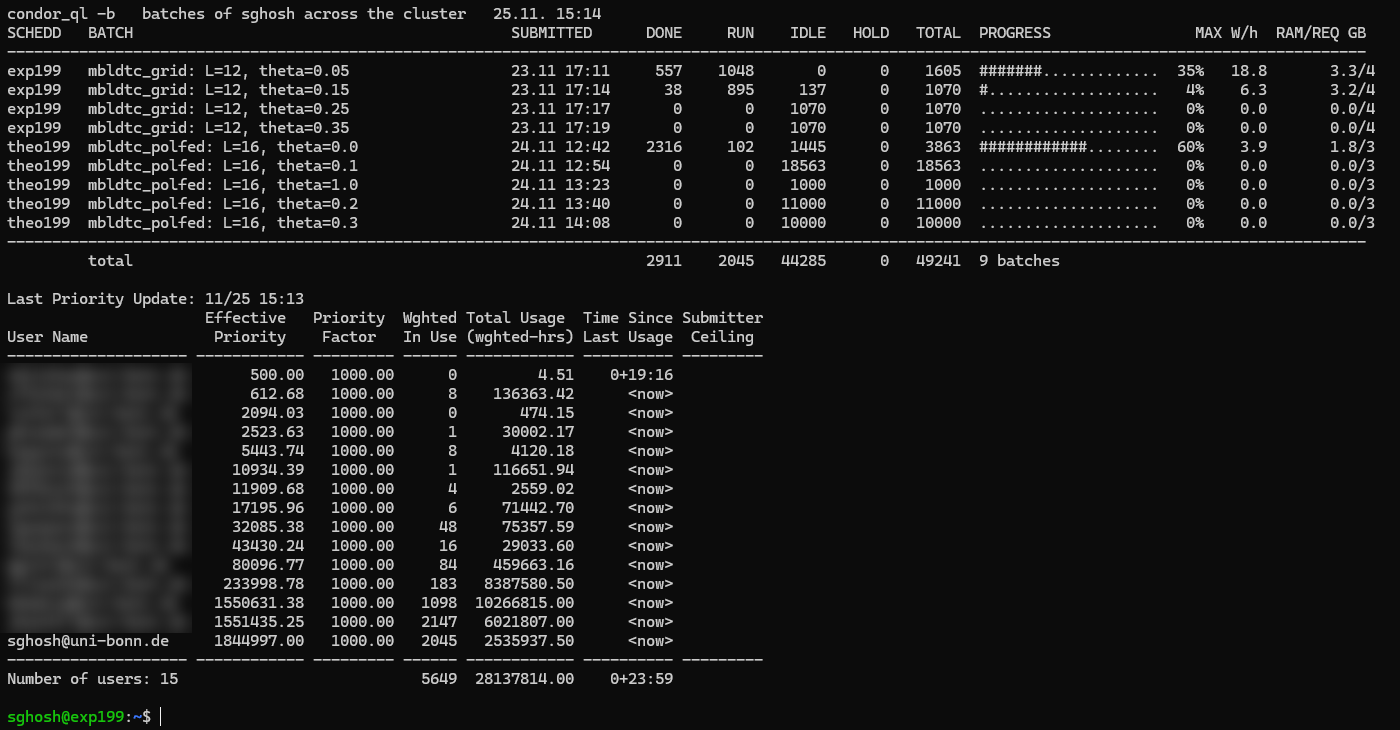 condor_ql -b   batches of sghosh across the cluster   25.11. 15:14
SCHEDD   BATCH                                          SUBMITTED      DONE     RUN    IDLE   HOLD   TOTAL  PROGRESS                MAX W/h  RAM/REQ GB
-------------------------------------------------------------------------------------------------------------------------------------------------------
exp199   mbldtc_grid: L=12, theta=0.05                  23.11 17:11     557    1048       0      0    1605  #######.............  35%   18.8       3.3/4
exp199   mbldtc_grid: L=12, theta=0.15                  23.11 17:14      38     895     137      0    1070  #...................   4%    6.3       3.2/4
exp199   mbldtc_grid: L=12, theta=0.25                  23.11 17:17       0       0    1070      0    1070  ....................   0%    0.0       0.0/4
exp199   mbldtc_grid: L=12, theta=0.35                  23.11 17:19       0       0    1070      0    1070  ....................   0%    0.0       0.0/4
theo199  mbldtc_polfed: L=16, theta=0.0                 24.11 12:42    2316     102    1445      0    3863  ############........  60%    3.9       1.8/3
theo199  mbldtc_polfed: L=16, theta=0.1                 24.11 12:54       0       0   18563      0   18563  ....................   0%    0.0       0.0/3
theo199  mbldtc_polfed: L=16, theta=1.0                 24.11 13:23       0       0    1000      0    1000  ....................   0%    0.0       0.0/3
theo199  mbldtc_polfed: L=16, theta=0.2                 24.11 13:40       0       0   11000      0   11000  ....................   0%    0.0       0.0/3
theo199  mbldtc_polfed: L=16, theta=0.3                 24.11 14:08       0       0   10000      0   10000  ....................   0%    0.0       0.0/3
-------------------------------------------------------------------------------------------------------------------------------------------------------
         total                                                         2911    2045   44285      0   49241  9 batches

Last Priority Update: 11/25 15:13
                      Effective   Priority  Wghted Total Usage  Time Since Submitter
User Name              Priority    Factor   In Use (wghted-hrs) Last Usage  Ceiling
-------------------- ------------ --------- ------ ------------ ---------- ---------
                           500.00   1000.00      0         4.51    0+19:16
                           612.68   1000.00      8    136363.42      <now>
                          2094.03   1000.00      0       474.15      <now>
                          2523.63   1000.00      1     30002.17      <now>
                          5443.74   1000.00      8      4120.18      <now>
                         10934.39   1000.00      1    116651.94      <now>
                         11909.68   1000.00      4      2559.02      <now>
                         17195.96   1000.00      6     71442.70      <now>
                         32085.38   1000.00     48     75357.59      <now>
                         43430.24   1000.00     16     29033.60      <now>
                         80096.77   1000.00     84    459663.16      <now>
                        233998.78   1000.00    183   8387580.50      <now>
                       1550631.38   1000.00   1098  10266815.00      <now>
                       1551435.25   1000.00   2147   6021807.00      <now>
sghosh@uni-bonn.de     1844997.00   1000.00   2045   2535937.50      <now>
-------------------- ------------ --------- ------ ------------ ---------- ---------
Number of users: 15                           5649  28137814.00    0+23:59

sghosh@exp199:~$